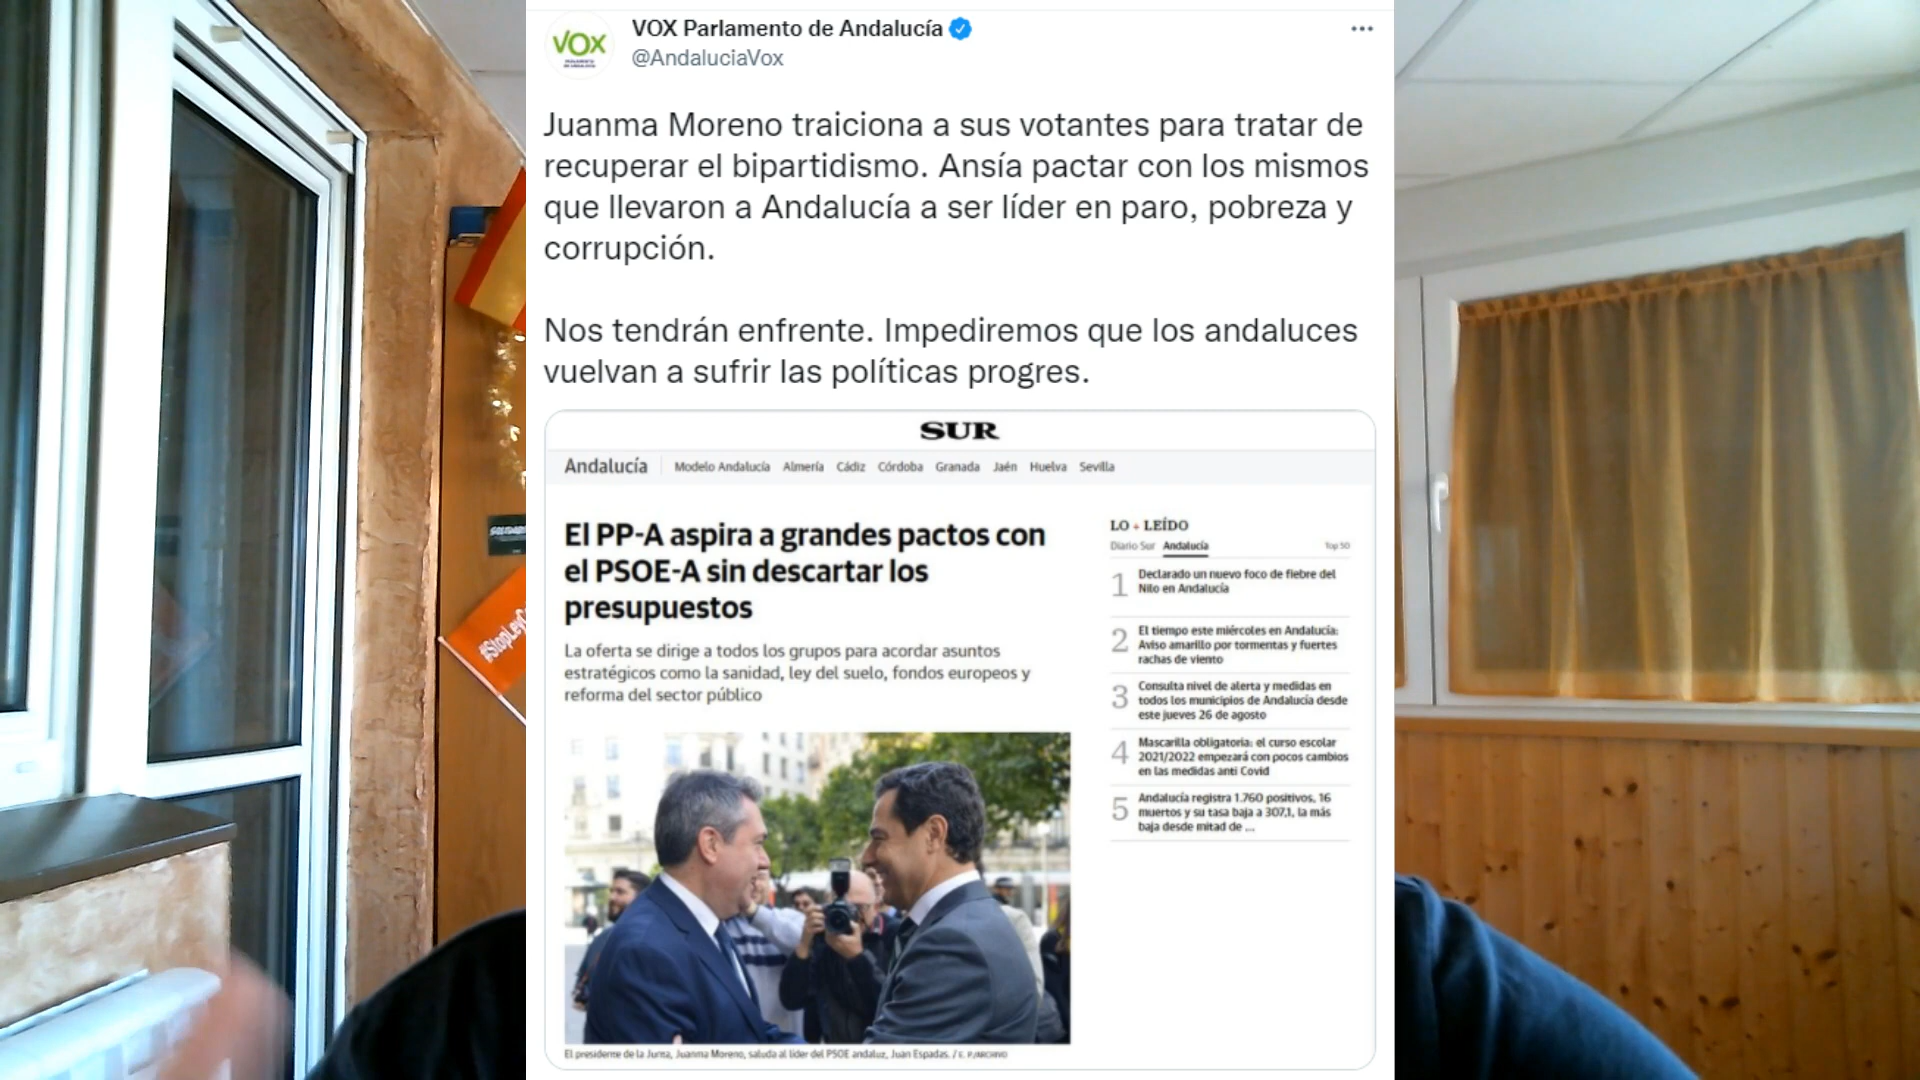 VOX
VOX Parlamento de Andalucía
@AndaluciaVox
Juanma Moreno traiciona a sus votantes para tratar de
recuperar el bipartidismo. Ansía pactar con los mismos
que llevaron a Andalucía a ser líder en paro, pobreza y
corrupción.
Nos tendrán enfrente. Impediremos que los andaluces
vuelvan a sufrir las políticas progres.
SUR
Andalucía
Modelo Andalucía Almería Cádiz Córdoba Granada Jaén Huelva Sevilla
El PP-A aspira a grandes pactos con
el PSOE-A sin descartar los
presupuestos
La oferta se dirige a todos los grupos para acordar asuntos
estratégicos como la sanidad, ley del suelo, fondos europeos y
reforma del sector público
El presidente de la Junta, Juanma Moreno, saluda al líder del PSOE andaluz, Juan Espadas. / E. P/ARCHIVO
LO + LEÍDO
Diario Sur Andalucía Top 50
1 Declarado un nuevo foco de fiebre del
Nilo en Andalucía
2 El tiempo este miércoles en Andalucía:
Aviso amarillo por tormentas y fuertes
rachas de viento
3 Consulta nivel de alerta y medidas en
todos los municipios de Andalucía desde
este jueves 26 de agosto
4 Mascarilla obligatoria: el curso escolar
2021/2022 empezará con pocos cambios
en las medidas anti Covid
5 Andalucía registra 1.760 positivos, 16
muertos y su tasa baja a 307,1, la más
baja desde mitad de ...